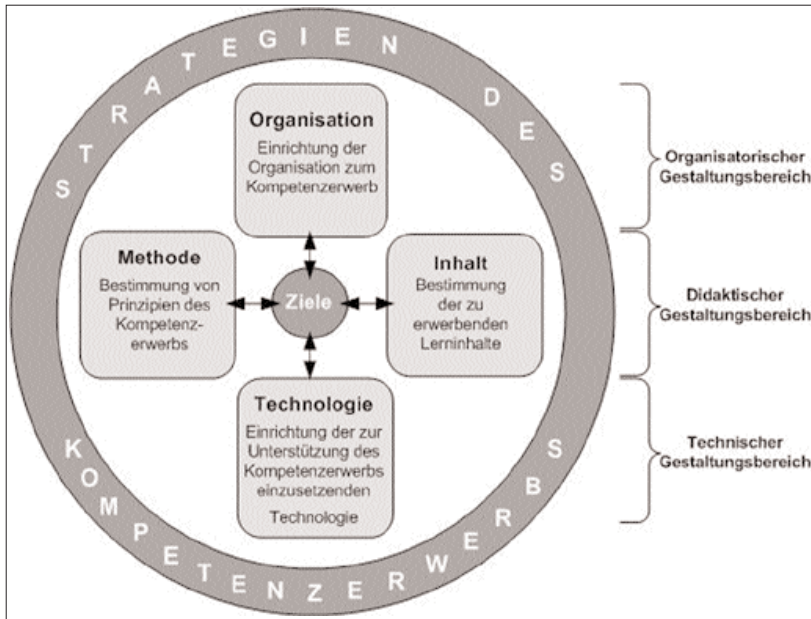 STRATEGIEN DES
KOMPETENZERWERBS
Organisation
Einrichtung der
Organisation zum
Kompetenzerwerb
Organisatorischer
Gestaltungsbereich
Methode
Bestimmung von
Prinzipien des
Kompetenz-
erwerbs
Ziele
Inhalt
Bestimmung
der zu
erwerbenden
Lerninhalte
Didaktischer
Gestaltungsbereich
Technologie
Einrichtung der zur
Unterstützung des
Kompetenzerwerbs
einzusetzenden
Technologie
Technischer
Gestaltungsbereich